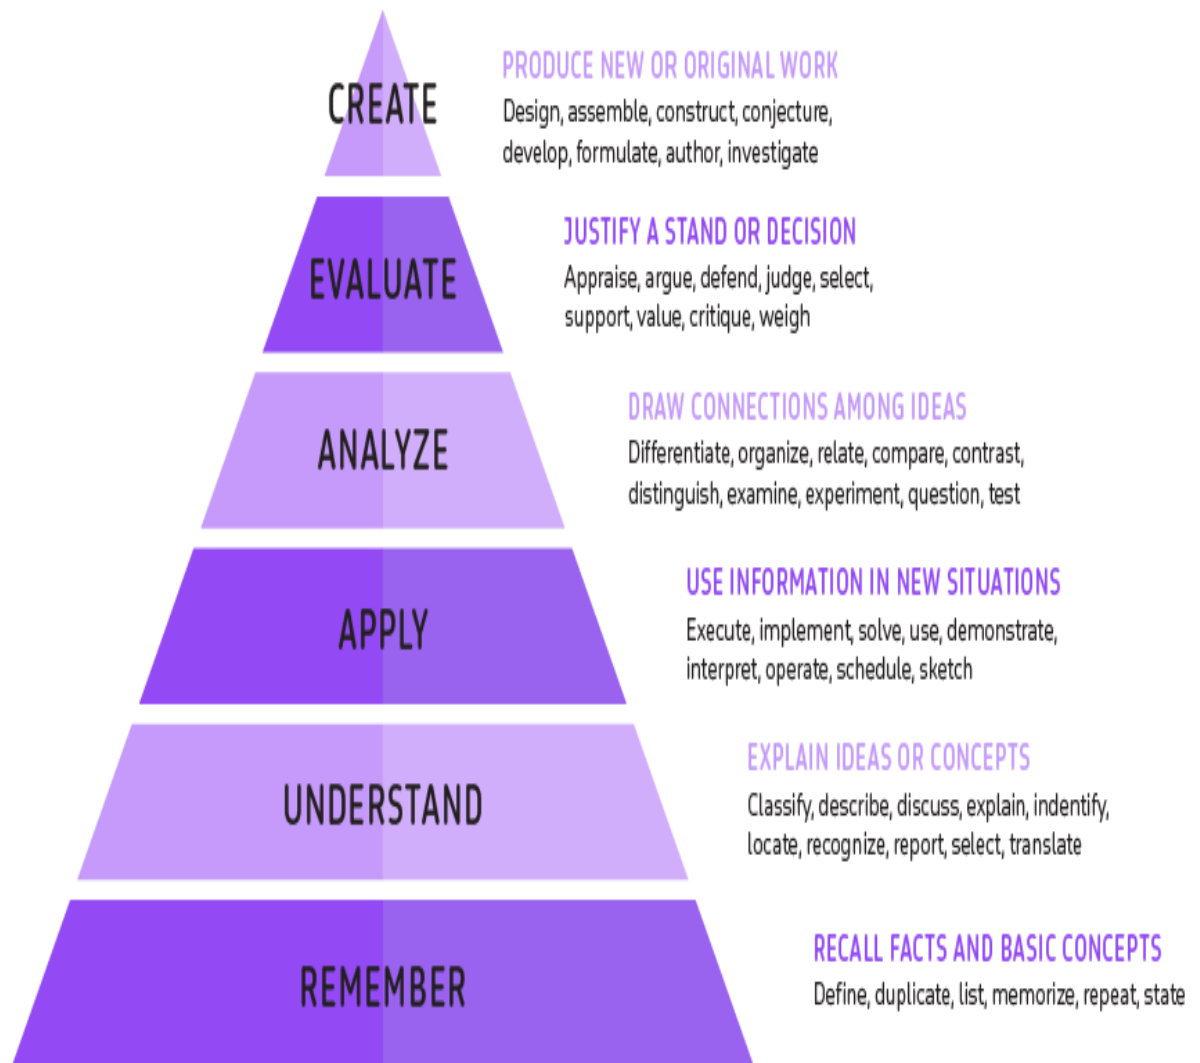 CREATE
PRODUCE NEW OR ORIGINAL WORK
Design, assemble, construct, conjecture,
develop, formulate, author, investigate
EVALUATE
JUSTIFY A STAND OR DECISION
Appraise, argue, defend, judge, select,
support, value, critique, weigh
ANALYZE
DRAW CONNECTIONS AMONG IDEAS
Differentiate, organize, relate, compare, contrast,
distinguish, examine, experiment, question, test
APPLY
USE INFORMATION IN NEW SITUATIONS
Execute, implement, solve, use, demonstrate,
interpret, operate, schedule, sketch
UNDERSTAND
EXPLAIN IDEAS OR CONCEPTS
Classify, describe, discuss, explain, indentify,
locate, recognize, report, select, translate
REMEMBER
RECALL FACTS AND BASIC CONCEPTS
Define, duplicate, list, memorize, repeat, state